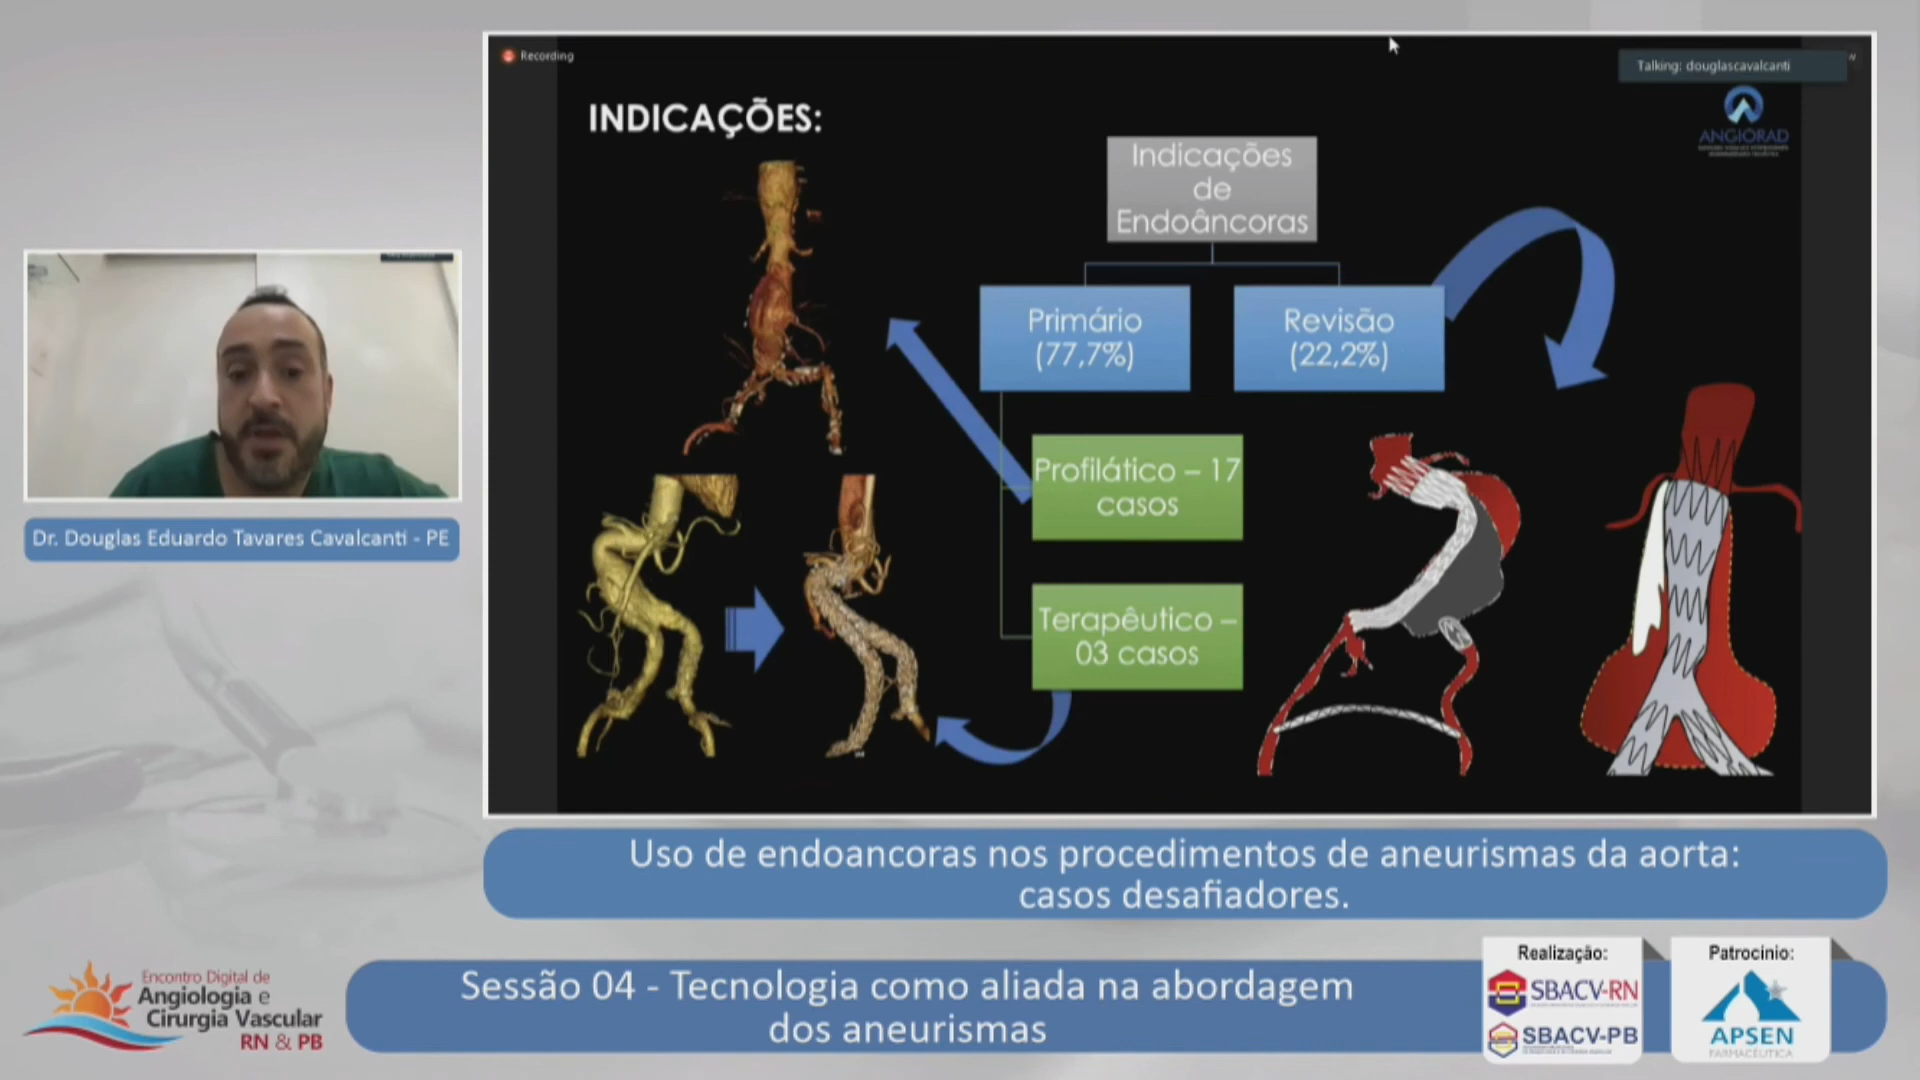 Recording
Talking: douglascavalcanti
ANGIORAD
INDICAÇÕES:
Indicações
de
Endoâncoras
Primário
(77,7%)
Revisão
(22,2%)
Profilático – 17
casos
Terapêutico –
03 casos
Dr. Douglas Eduardo Tavares Cavalcanti - PE
Uso de endoancoras nos procedimentos de aneurismas da aorta:
casos desafiadores.
Sessão 04 - Tecnologia como aliada na abordagem
dos aneurismas
Encontro Digital de
Angiologia e
Cirurgia Vascular
RN & PB
Realização:
SBACV-RN
SBACV-PB
Patrocínio:
APSEN
FARMACÊUTICA